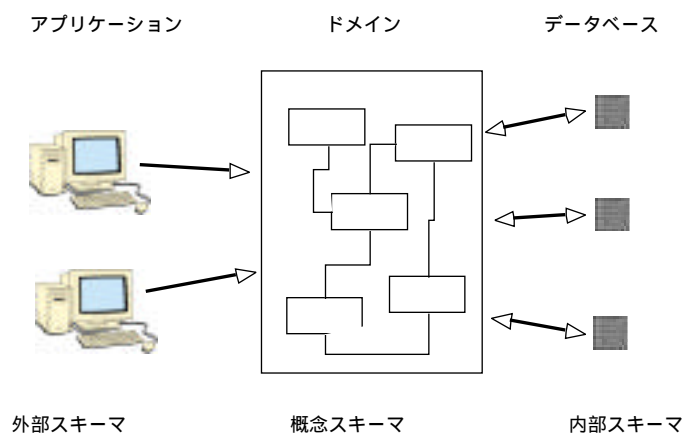 アプリケーション
ドメイン
データベース
外部スキーマ
概念スキーマ
内部スキーマ